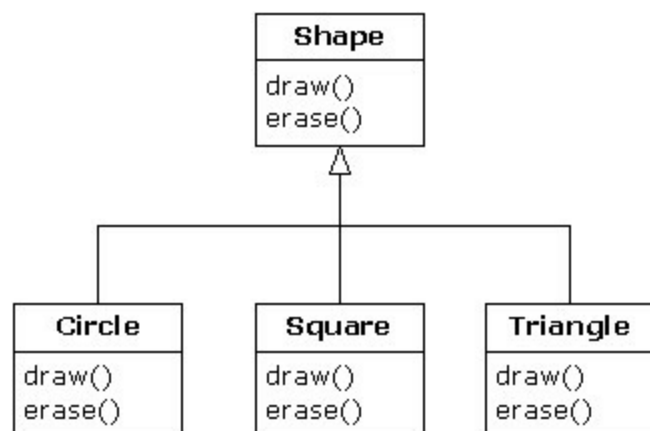 Shape
draw()
erase()
Circle
draw()
erase()
Square
draw()
erase()
Triangle
draw()
erase()